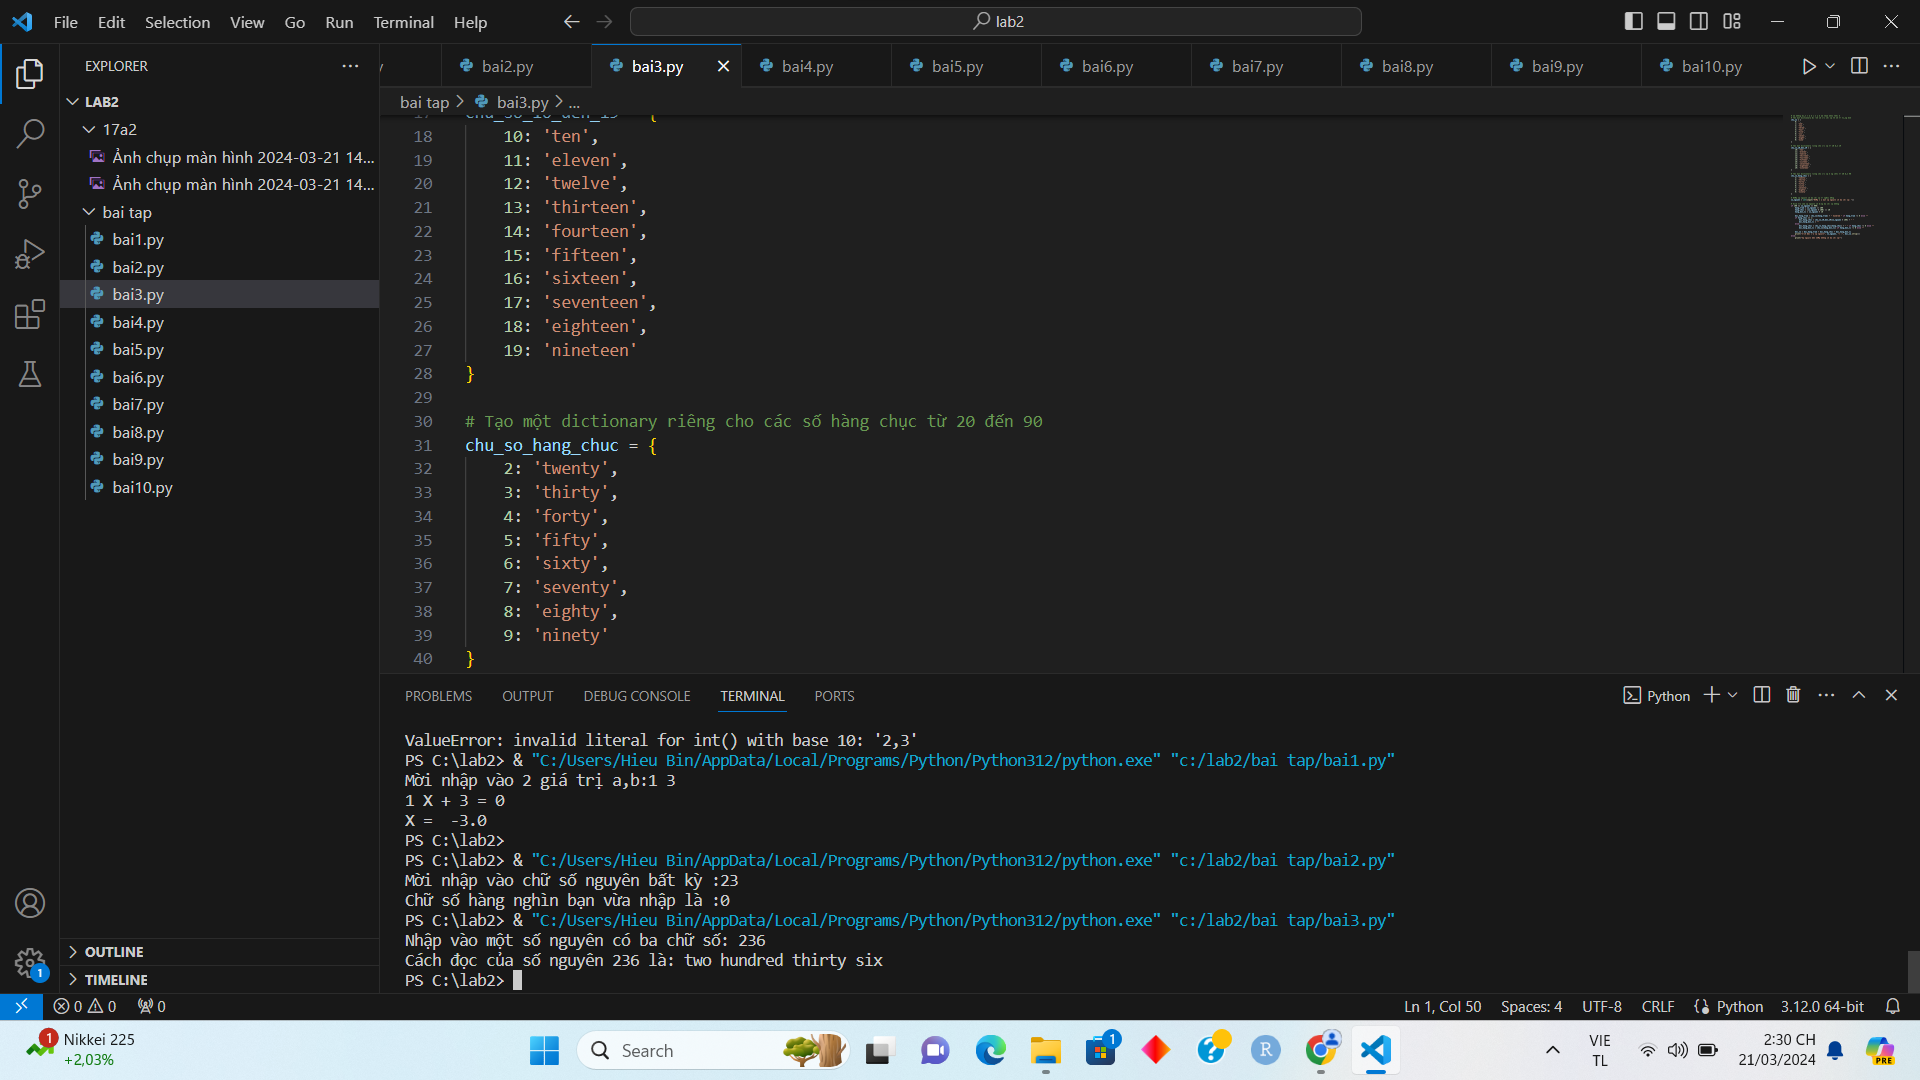 File Edit Selection View Go Run Terminal Help
lab2
EXPLORER
LAB2
17a2
Ảnh chụp màn hình 2024-03-21 14...
Ảnh chụp màn hình 2024-03-21 14...
bai tap
bai1.py
bai2.py
bai3.py
bai4.py
bai5.py
bai6.py
bai7.py
bai8.py
bai9.py
bai10.py
OUTLINE
TIMELINE
bai2.py bai3.py bai4.py bai5.py bai6.py bai7.py bai8.py bai9.py bai10.py
bai tap > bai3.py > ...
18 10: 'ten',
19 11: 'eleven',
20 12: 'twelve',
21 13: 'thirteen',
22 14: 'fourteen',
23 15: 'fifteen',
24 16: 'sixteen',
25 17: 'seventeen',
26 18: 'eighteen',
27 19: 'nineteen'
28 }
29
30 # Tạo một dictionary riêng cho các số hàng chục từ 20 đến 90
31 chu_so_hang_chuc = {
32 2: 'twenty',
33 3: 'thirty',
34 4: 'forty',
35 5: 'fifty',
36 6: 'sixty',
37 7: 'seventy',
38 8: 'eighty',
39 9: 'ninety'
40 }
PROBLEMS OUTPUT DEBUG CONSOLE TERMINAL PORTS
Python
ValueError: invalid literal for int() with base 10: '2,3'
PS C:\lab2> & "C:/Users/Hieu Bin/AppData/Local/Programs/Python/Python312/python.exe" "c:/lab2/bai tap/bai1.py"
Mời nhập vào 2 giá trị a,b:1 3
1 X + 3 = 0
X =  -3.0
PS C:\lab2>
PS C:\lab2> & "C:/Users/Hieu Bin/AppData/Local/Programs/Python/Python312/python.exe" "c:/lab2/bai tap/bai2.py"
Mời nhập vào chữ số nguyên bất kỳ :23
Chữ số hàng nghìn bạn vừa nhập là :0
PS C:\lab2> & "C:/Users/Hieu Bin/AppData/Local/Programs/Python/Python312/python.exe" "c:/lab2/bai tap/bai3.py"
Nhập vào một số nguyên có ba chữ số: 236
Cách đọc của số nguyên 236 là: two hundred thirty six
PS C:\lab2>
1
0 0 0
Ln 1, Col 50 Spaces: 4 UTF-8 CRLF Python 3.12.0 64-bit
1
Nikkei 225
+2,03%
Search
1
R
VIE
TL
2:30 CH
21/03/2024
PRE